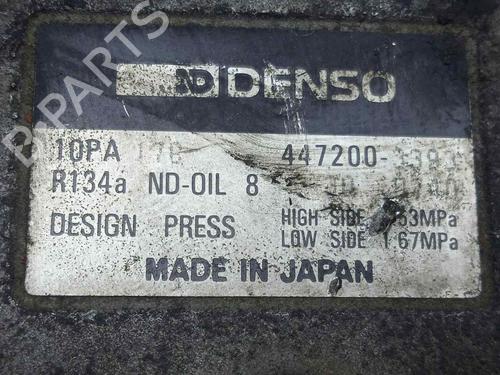 ND DENSO
10PA 447200-
R134a ND-OIL 8
DESIGN PRESS HIGH SIDE
LOW SIDE 1.67MPa
MADE IN JAPAN
B-PARTS